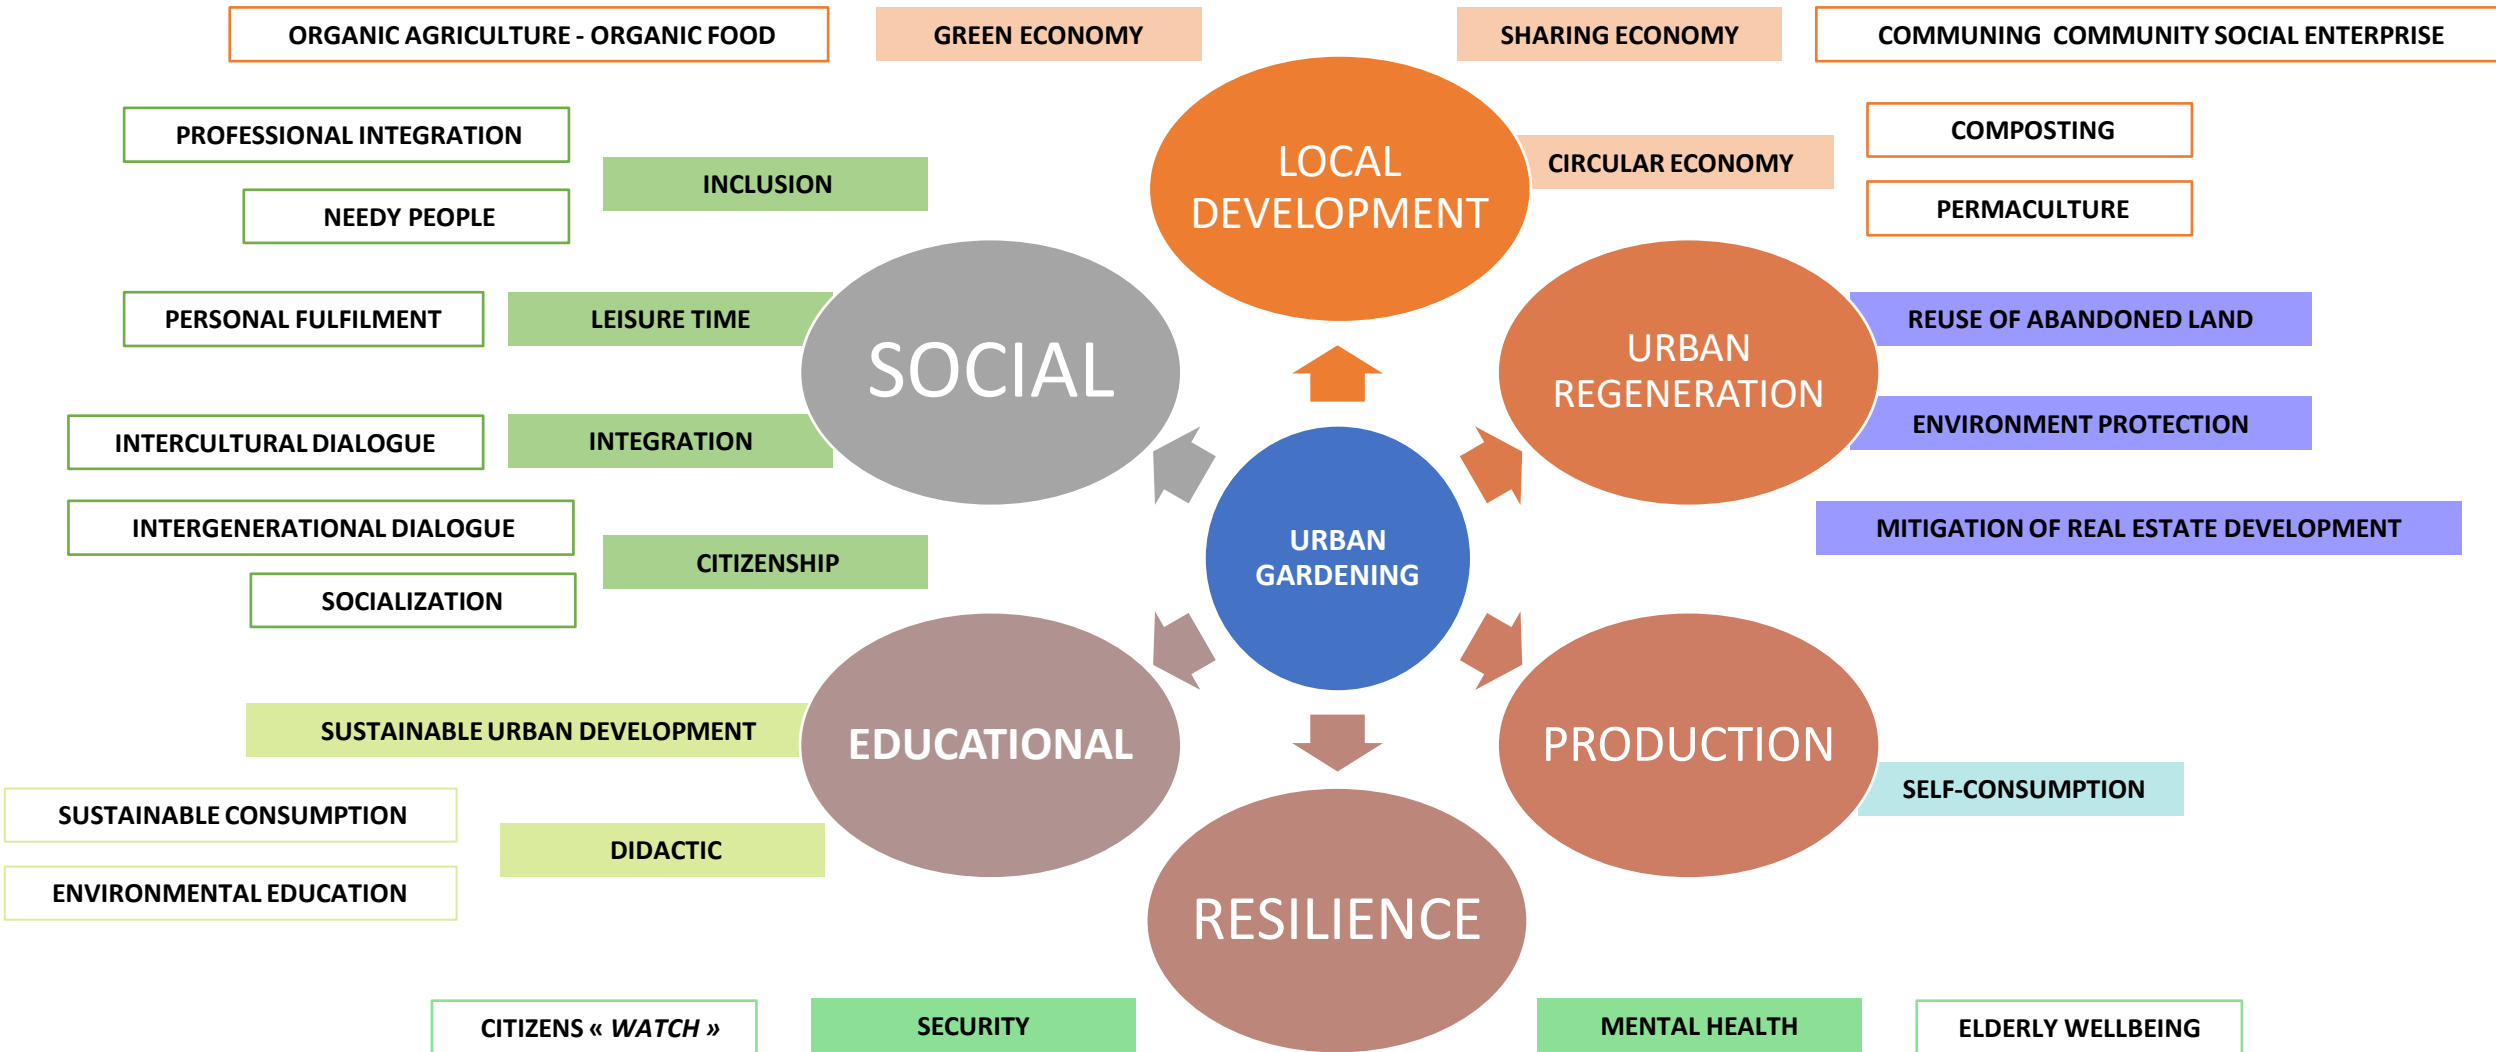 ORGANIC AGRICULTURE - ORGANIC FOOD
GREEN ECONOMY
SHARING ECONOMY
COMMUNING COMMUNITY SOCIAL ENTERPRISE
PROFESSIONAL INTEGRATION
NEEDY PEOPLE
INCLUSION
LOCAL
DEVELOPMENT
CIRCULAR ECONOMY
COMPOSTING
PERMACULTURE
PERSONAL FULFILMENT
LEISURE TIME
SOCIAL
URBAN
REGENERATION
REUSE OF ABANDONED LAND
INTERCULTURAL DIALOGUE
INTEGRATION
ENVIRONMENT PROTECTION
INTERGENERATIONAL DIALOGUE
SOCIALIZATION
CITIZENSHIP
URBAN
GARDENING
MITIGATION OF REAL ESTATE DEVELOPMENT
SUSTAINABLE URBAN DEVELOPMENT
EDUCATIONAL
PRODUCTION
SELF-CONSUMPTION
SUSTAINABLE CONSUMPTION
ENVIRONMENTAL EDUCATION
DIDACTIC
RESILIENCE
CITIZENS « WATCH »
SECURITY
MENTAL HEALTH
ELDERLY WELLBEING